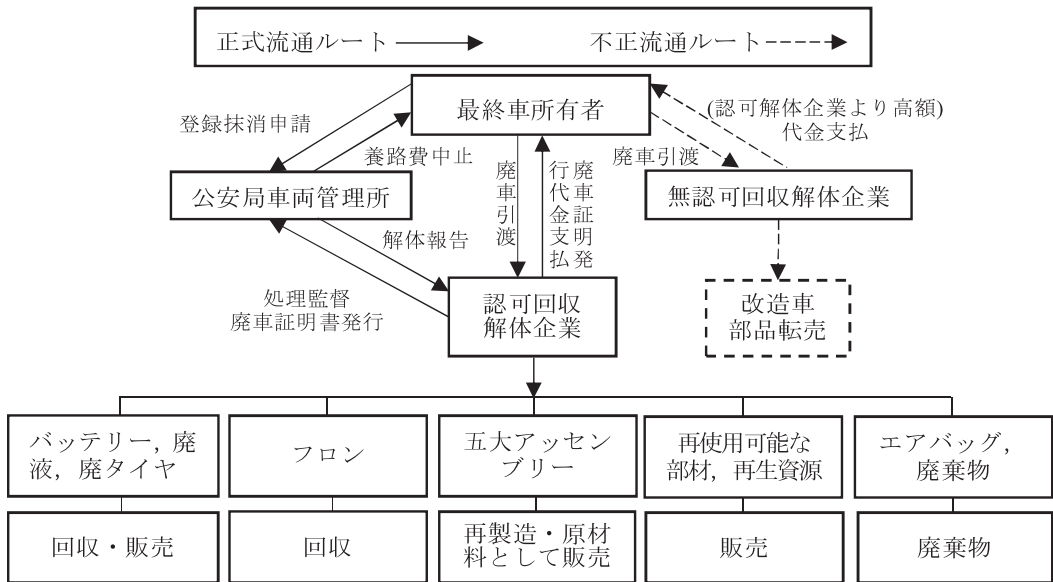 正式流通ルート
不正流通ルート
最終車所有者
(認可解体企業より高額)
代金支払
登録抹消申請
養路費中止
廃車引渡
廃車証明発
行代金支払
廃車引渡
公安局車両管理所
無認可回収解体企業
解体報告
処理監督
廃車証明書発行
認可回収
解体企業
改造車
部品転売
バッテリー, 廃
液, 廃タイヤ
フロン
五大アッセン
ブリー
再使用可能な
部材, 再生資源
エアバッグ,
廃棄物
回収・販売
回収
再製造・原材
料として販売
販売
廃棄物